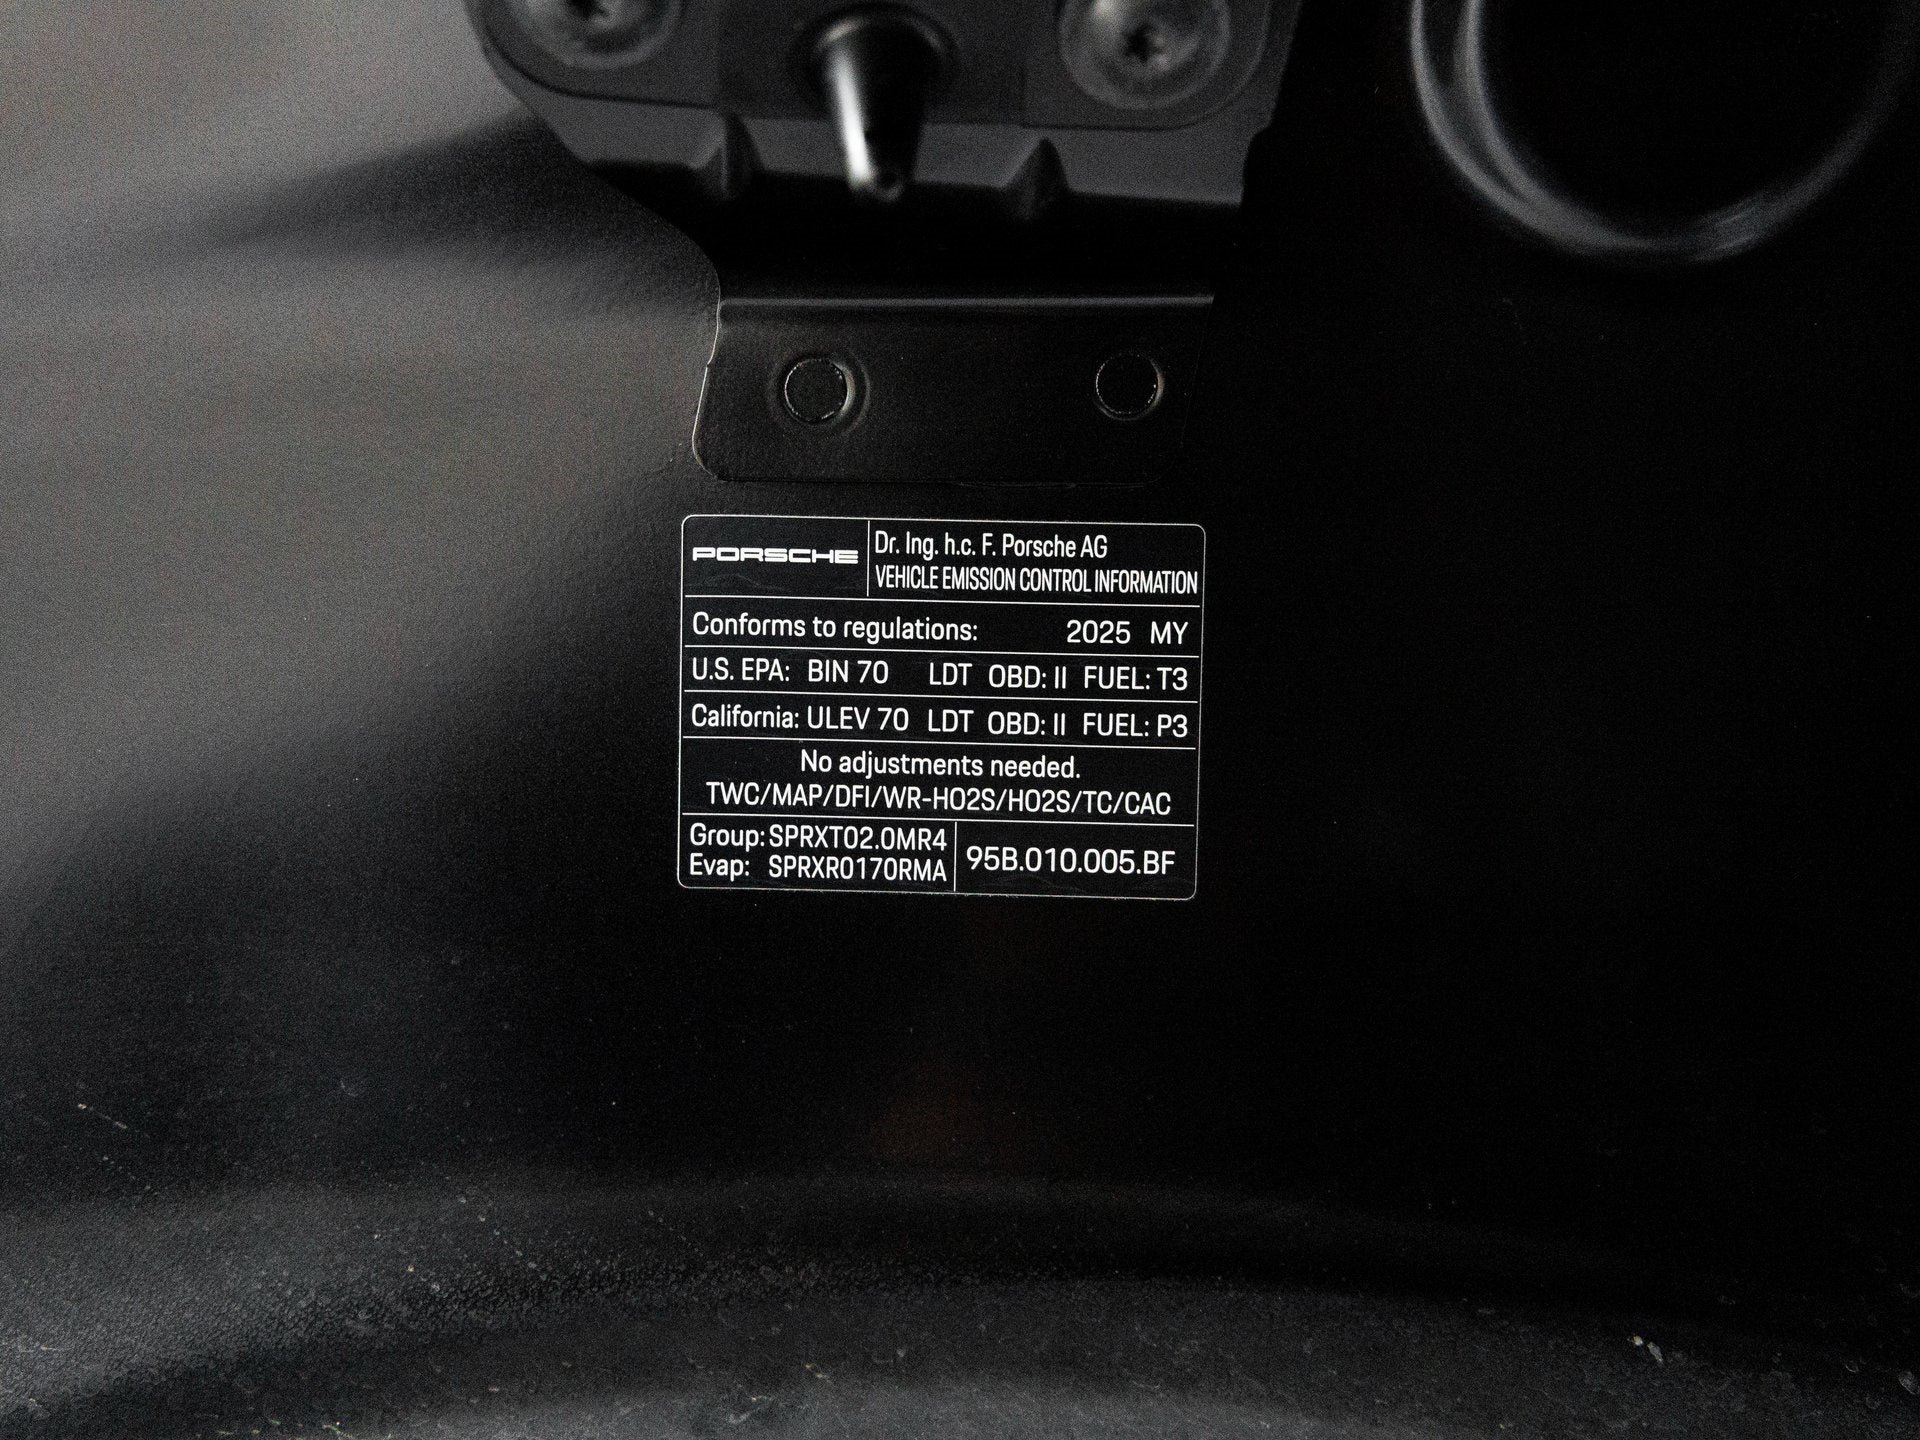 PORSCHE
Dr. Ing. h.c. F. Porsche AG
VEHICLE EMISSION CONTROL INFORMATION
Conforms to regulations: 2025 MY
U.S. EPA: BIN 70 LDT OBD: II FUEL: T3
California: ULEV 70 LDT OBD: II FUEL: P3
No adjustments needed.
TWC/MAP/DFI/WR-HO2S/HO2S/TC/CAC
Group: SPRXT02.0MR4
Evap: SPRXR0170RMA
95B.010.005.BF